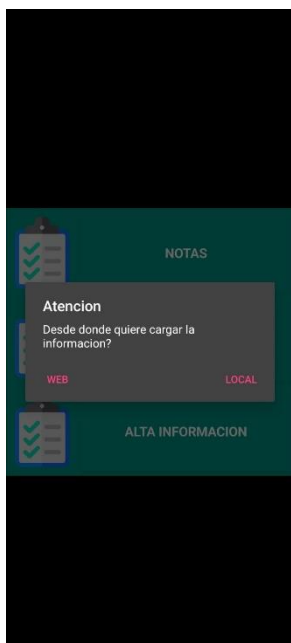 NOTAS
Atencion
Desde donde quiere cargar la
informacion?
WEB LOCAL
ALTA INFORMACION